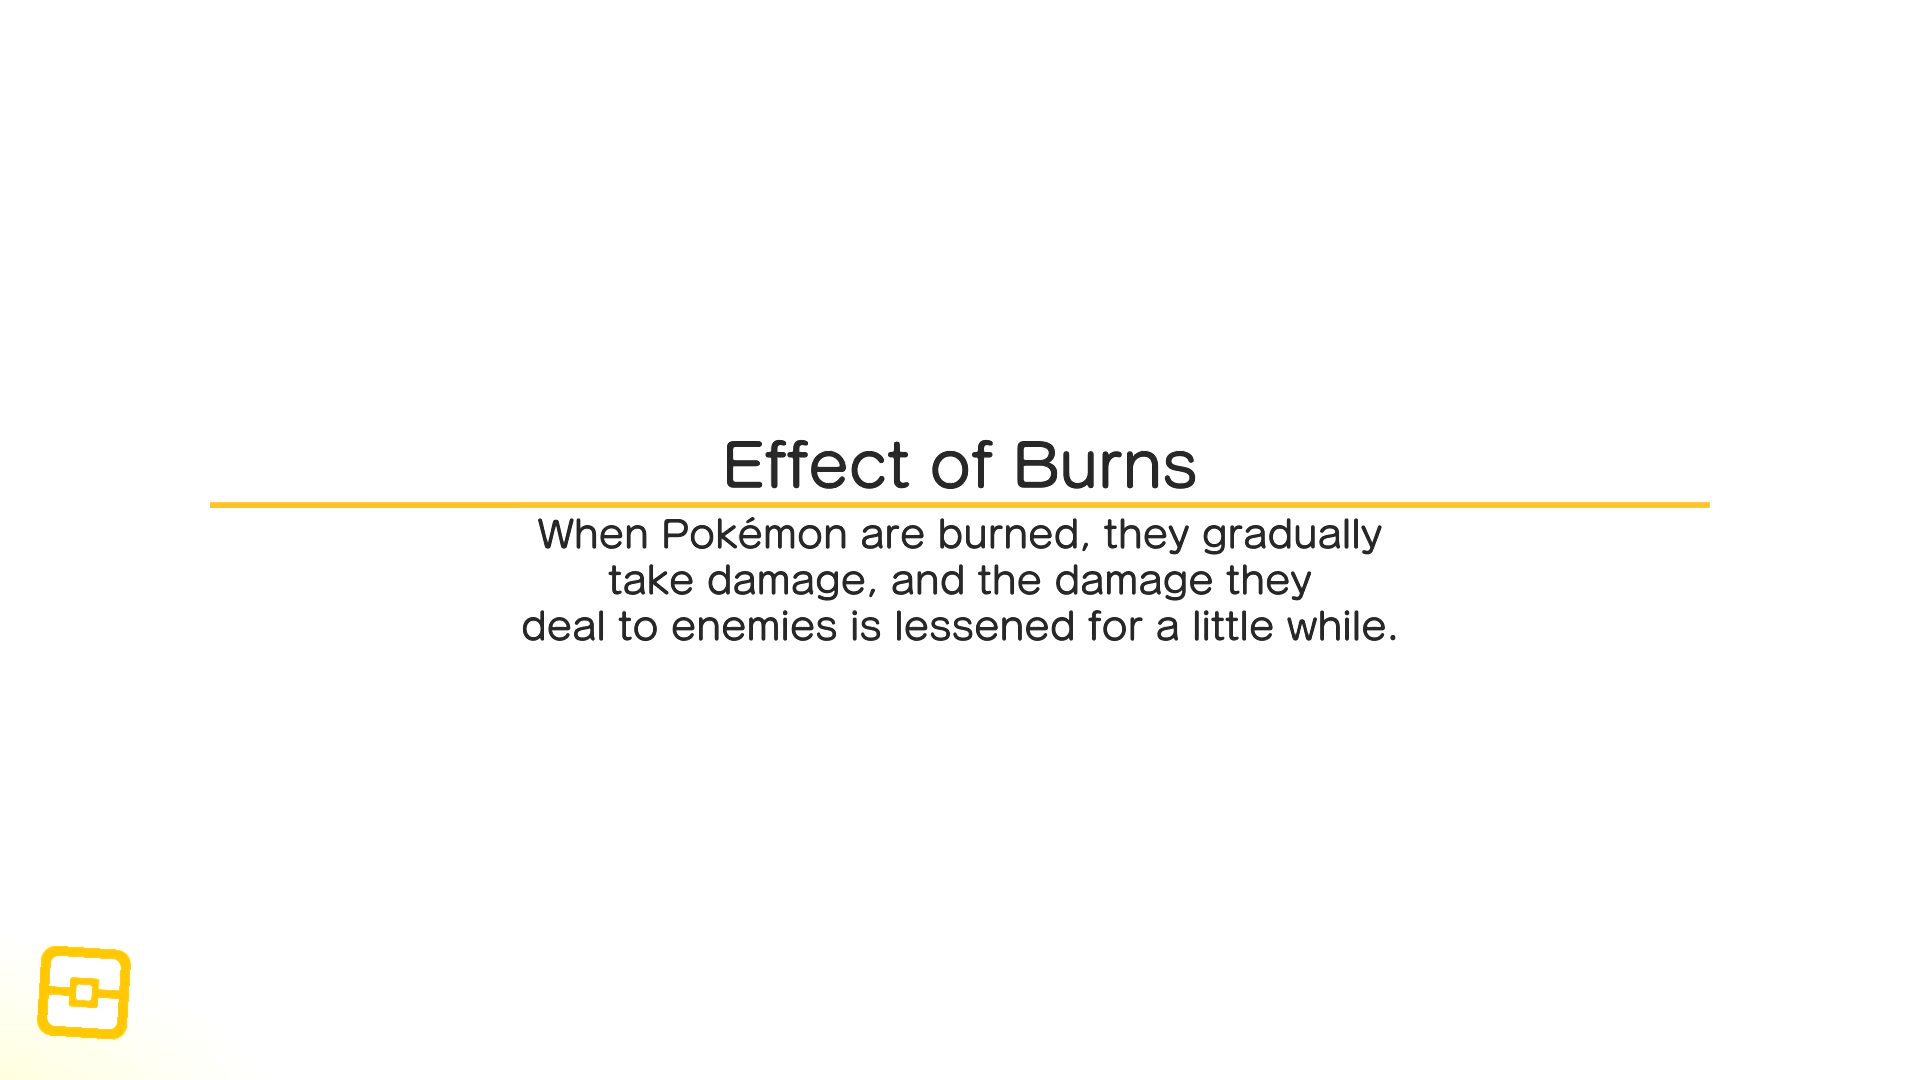 Effect of Burns
When Pokémon are burned, they gradually
take damage, and the damage they
deal to enemies is lessened for a little while.